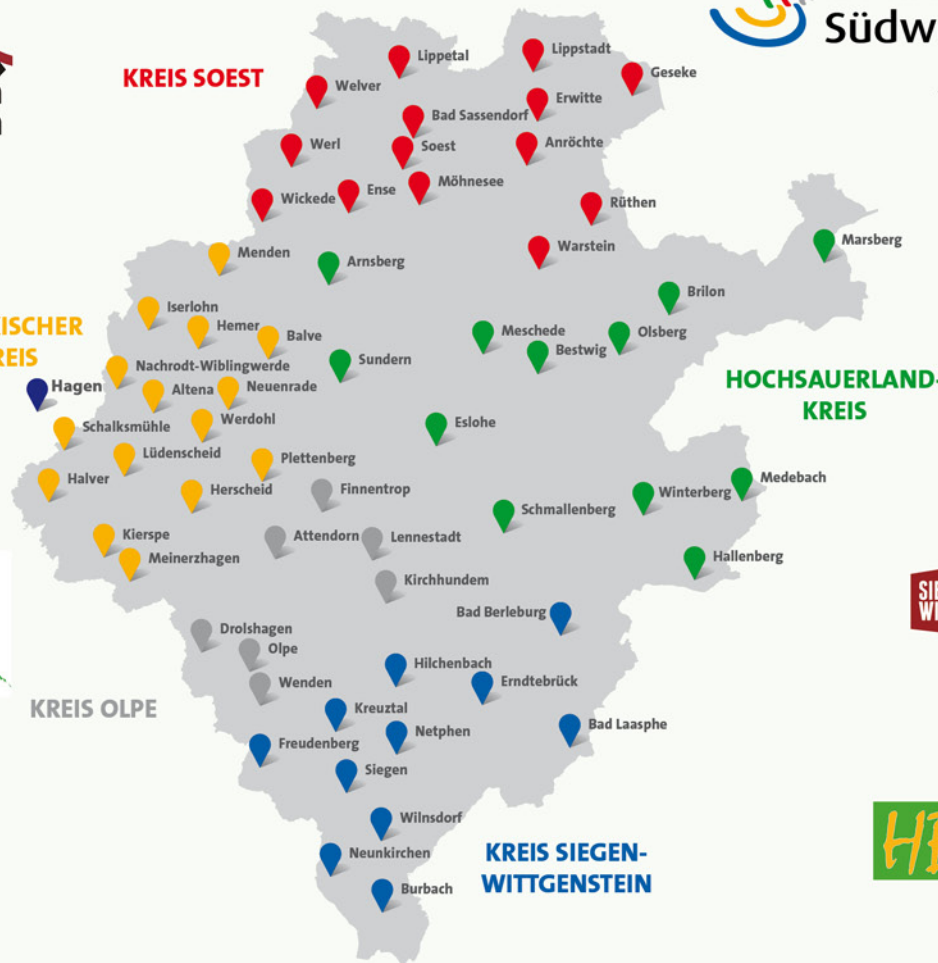 Südw
KREIS SOEST
Lippetal
Lippstadt
Geseke
Welver
Erwitte
Bad Sassendorf
Werl
Soest
Anröchte
Möhnesee
Ense
Wickede
Rüthen
Marsberg
Warstein
Menden
Arnsberg
Brilon
Iserlohn
Hemer
Balve
Meschede
Olsberg
Bestwig
ISCHER
REIS
Sundern
Nachrodt-Wiblingwerde
Hagen
Altena
Neuenrade
HOCHSAUERLAND-
KREIS
Schalksmühle
Werdohl
Eslohe
Lüdenscheid
Plettenberg
Halver
Herscheid
Finnentrop
Medebach
Winterberg
Schmallenberg
Kierspe
Attendorn
Lennestadt
Meinerzhagen
Hallenberg
Kirchhundem
SIE
WI
Bad Berleburg
Drolshagen
Olpe
Hilchenbach
Wenden
Erndtebrück
KREIS OLPE
Kreuztal
Bad Laasphe
Netphen
Freudenberg
Siegen
Wilnsdorf
Neunkirchen
KREIS SIEGEN-
WITTGENSTEIN
Burbach